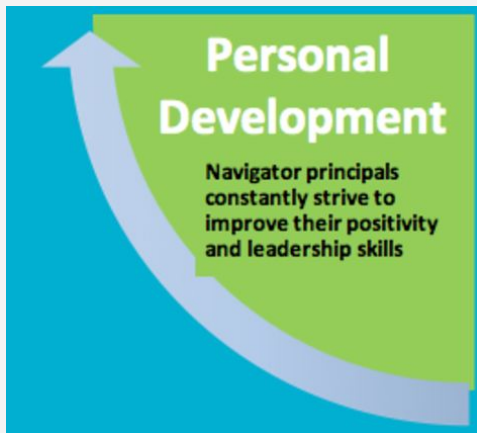 Personal
Development
Navigator principals
constantly strive to
improve their positivity
and leadership skills